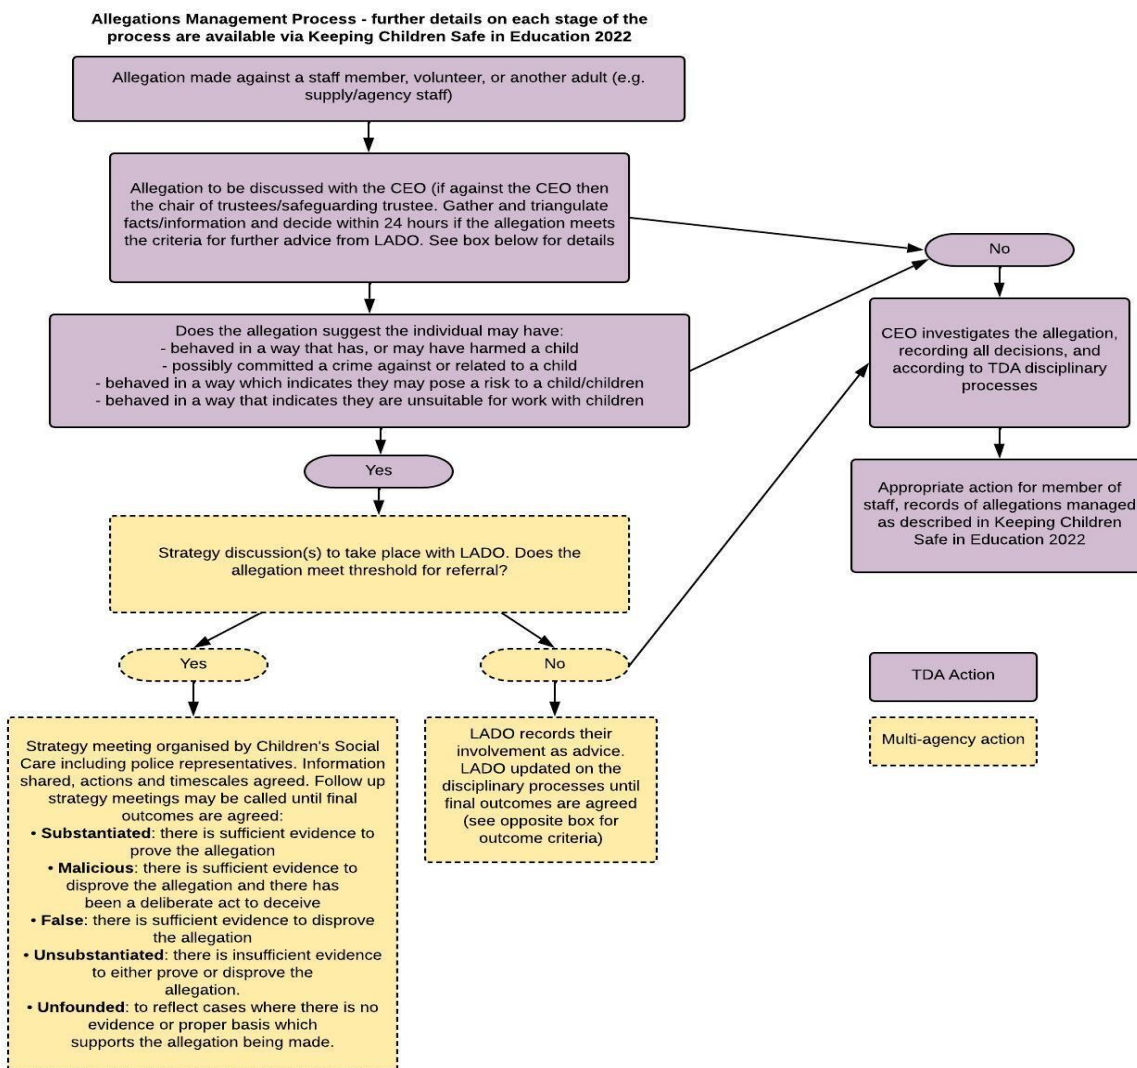 Allegations Management Process - further details on each stage of the
process are available via Keeping Children Safe in Education 2022
Allegation made against a staff member, volunteer, or another adult (e.g.
supply/agency staff)
Allegation to be discussed with the CEO (if against the CEO then
the chair of trustees/safeguarding trustee. Gather and triangulate
facts/information and decide within 24 hours if the allegation meets
the criteria for further advice from LADO. See box below for details
No
Does the allegation suggest the individual may have:
- behaved in a way that has, or may have harmed a child
- possibly committed a crime against or related to a child
- behaved in a way which indicates they may pose a risk to a child/children
- behaved in a way that indicates they are unsuitable for work with children
CEO investigates the allegation,
recording all decisions, and
according to TDA disciplinary
processes
Yes
Appropriate action for member of
staff, records of allegations managed
as described in Keeping Children
Safe in Education 2022
Strategy discussion(s) to take place with LADO. Does the
allegation meet threshold for referral?
Yes
No
TDA Action
Multi-agency action
Strategy meeting organised by Children's Social
Care including police representatives. Information
shared, actions and timescales agreed. Follow up
strategy meetings may be called until final
outcomes are agreed:
• Substantiated: there is sufficient evidence to
prove the allegation
• Malicious: there is sufficient evidence to
disprove the allegation and there has
been a deliberate act to deceive
• False: there is sufficient evidence to disprove
the allegation
• Unsubstantiated: there is insufficient evidence
to either prove or disprove the
allegation.
• Unfounded: to reflect cases where there is no
evidence or proper basis which
supports the allegation being made.
LADO records their
involvement as advice.
LADO updated on the
disciplinary processes until
final outcomes are agreed
(see opposite box for
outcome criteria)